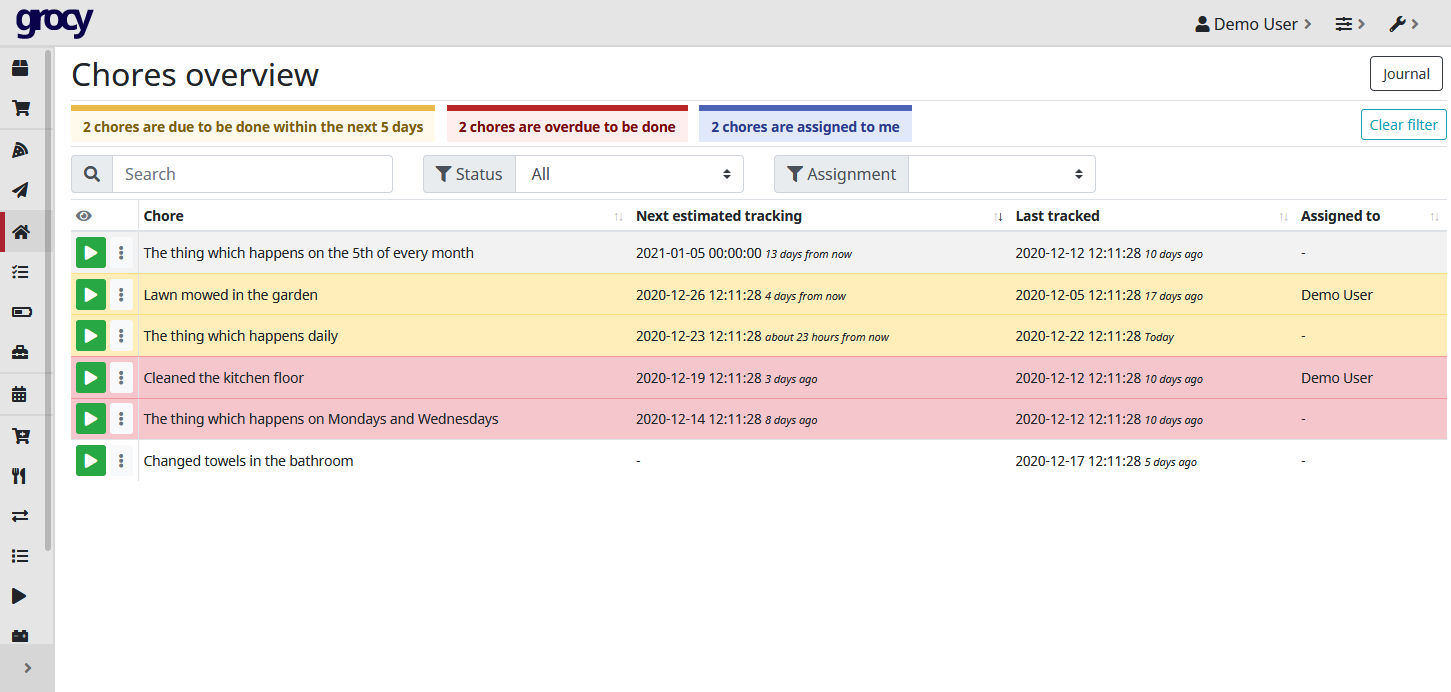 grocy
Demo User
Chores overview
Journal
2 chores are due to be done within the next 5 days
2 chores are overdue to be done
2 chores are assigned to me
Clear filter
Search
Status
All
Assignment
Chore Next estimated tracking Last tracked Assigned to
The thing which happens on the 5th of every month 2021-01-05 00:00:00 13 days from now 2020-12-12 12:11:28 10 days ago -
Lawn mowed in the garden 2020-12-26 12:11:28 4 days from now 2020-12-05 12:11:28 17 days ago Demo User
The thing which happens daily 2020-12-23 12:11:28 about 23 hours from now 2020-12-22 12:11:28 Today -
Cleaned the kitchen floor 2020-12-19 12:11:28 3 days ago 2020-12-12 12:11:28 10 days ago Demo User
The thing which happens on Mondays and Wednesdays 2020-12-14 12:11:28 8 days ago 2020-12-12 12:11:28 10 days ago -
Changed towels in the bathroom - 2020-12-17 12:11:28 5 days ago -